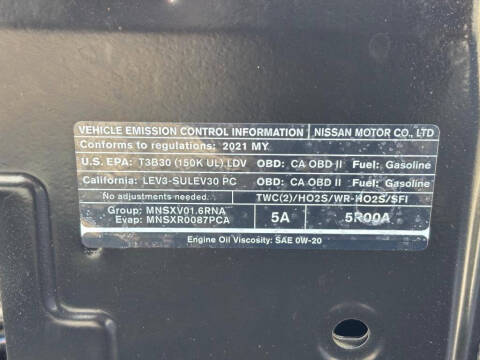 VEHICLE EMISSION CONTROL INFORMATION NISSAN MOTOR CO., LTD
Conforms to regulations: 2021 MY
U.S. EPA: T3B30 (150K UL) LDV OBD: CA OBD II Fuel: Gasoline
California: LEV3-SULEV30 PC OBD: CA OBD II Fuel: Gasoline
No adjustments needed. TWC(2)/HO2S/WR-HO2S/SFI
Group: MNSXV01.6RNA 5A 5R00A
Evap: MNSXR0087PCA
Engine Oil Viscosity: SAE 0W-20